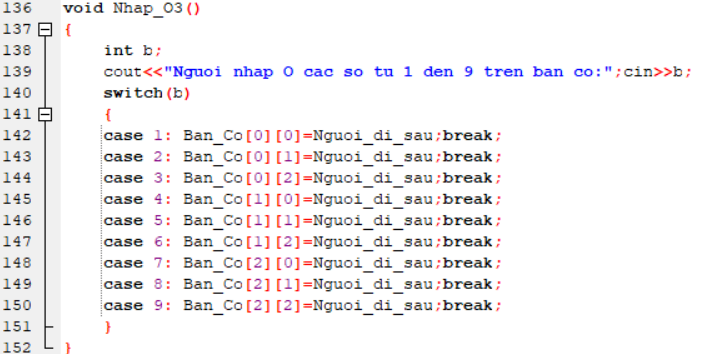 136 void Nhap_O3()
137 {
138 int b;
139 cout<<"Nguoi nhap O cac so tu 1 den 9 tren ban co:";cin>>b;
140 switch(b)
141 {
142 case 1: Ban_Co[0][0]=Nguoi_di_sau;break;
143 case 2: Ban_Co[0][1]=Nguoi_di_sau;break;
144 case 3: Ban_Co[0][2]=Nguoi_di_sau;break;
145 case 4: Ban_Co[1][0]=Nguoi_di_sau;break;
146 case 5: Ban_Co[1][1]=Nguoi_di_sau;break;
147 case 6: Ban_Co[1][2]=Nguoi_di_sau;break;
148 case 7: Ban_Co[2][0]=Nguoi_di_sau;break;
149 case 8: Ban_Co[2][1]=Nguoi_di_sau;break;
150 case 9: Ban_Co[2][2]=Nguoi_di_sau;break;
151 }
152 }